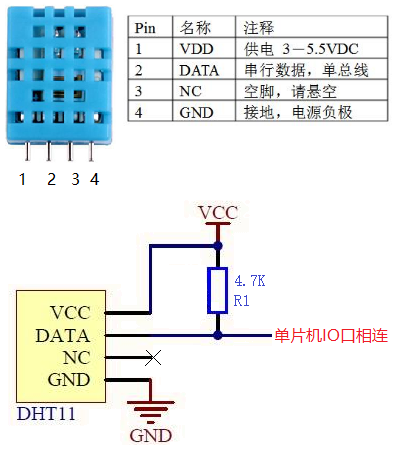 Pin 名称 注释
1 VDD 供电 3－5.5VDC
2 DATA 串行数据，单总线
3 NC 空脚，请悬空
4 GND 接地，电源负极
1 2 3 4
VCC
4.7K
R1
VCC
DATA 单片机IO口相连
NC
GND
DHT11
GND